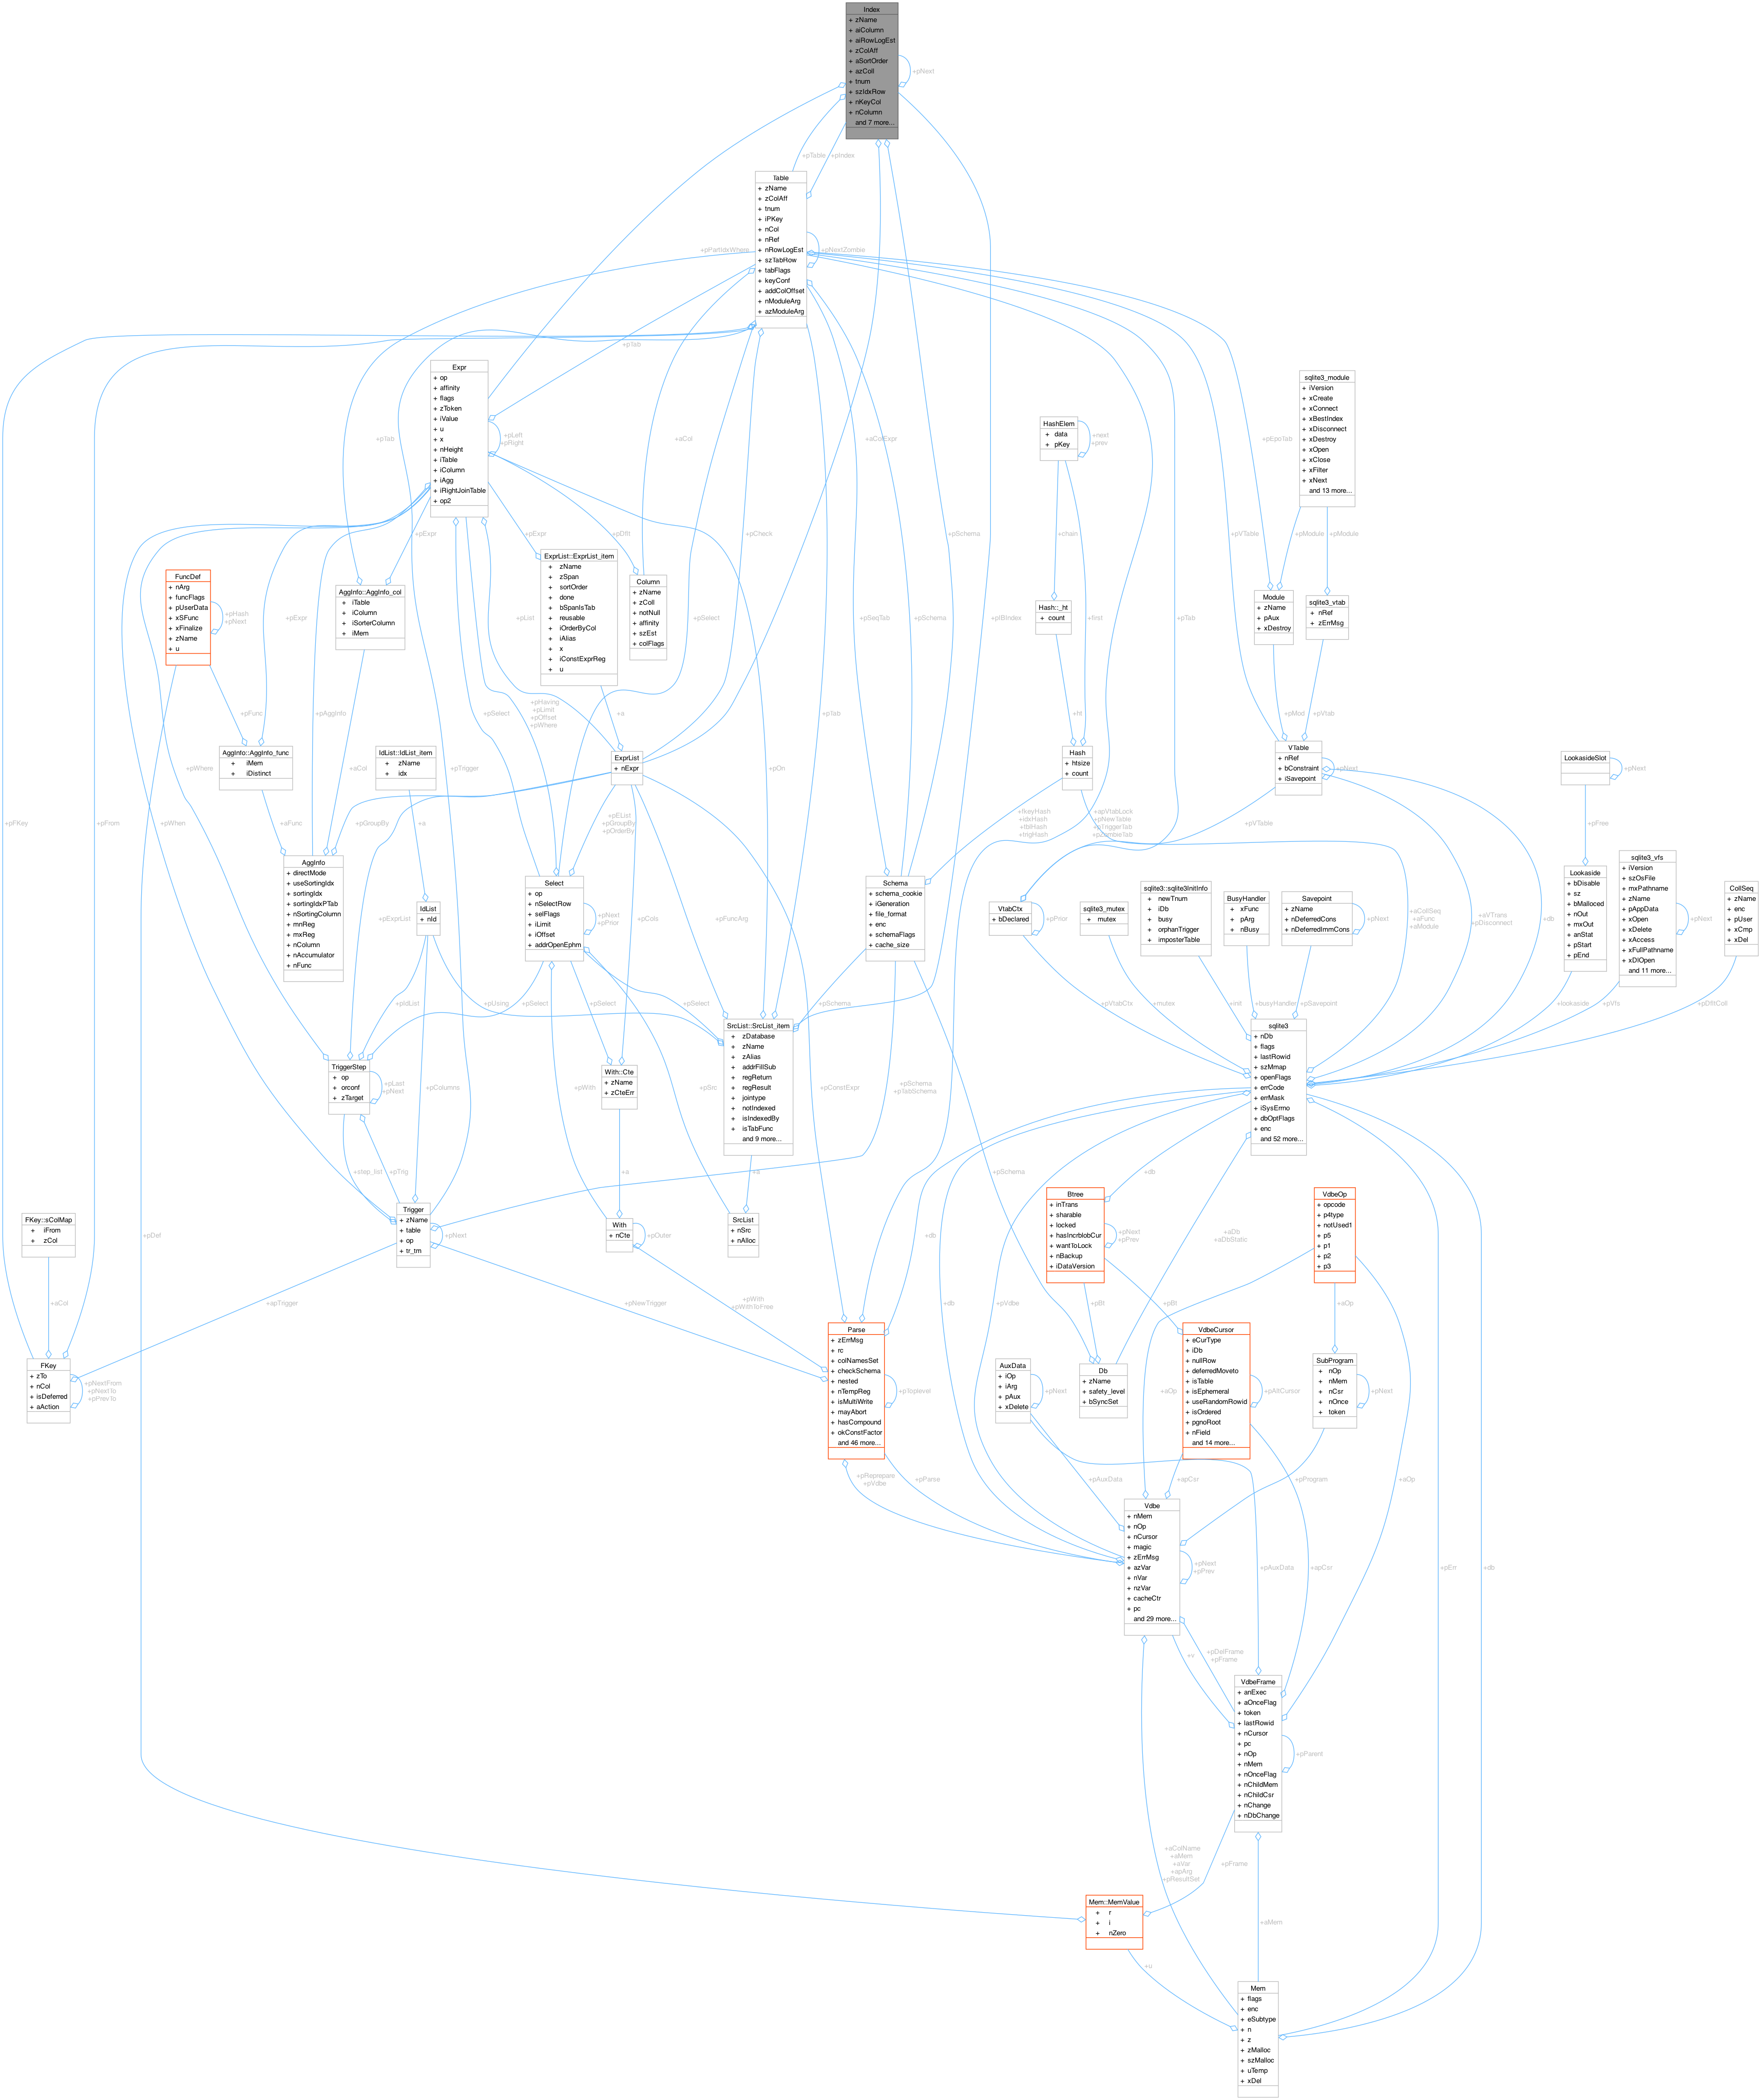 Index
+ zName
+ aiColumn
+ aiRowLogEst
+ zColAff
+ aSortOrder
+ azColl
+ tnum
+ szIdxRow
+ nKeyCol
+ nColumn
and 7 more...
+pNext
+pTable
+pIndex
Table
+ zName
+ zColAff
+ tnum
+ iPKey
+ nCol
+ nRef
+ nRowLogEst
+ szTabRow
+ tabFlags
+ keyConf
+ addColOffset
+ nModuleArg
+ azModuleArg
+pPartIdxWhere
+pNextZombie
+pTab
Expr
+ op
+ affinity
+ flags
+ zToken
+ iValue
+ u
+ x
+ nHeight
+ iTable
+ iColumn
+ iAgg
+ iRightJoinTable
+ op2
+pLeft
+pRight
+pTab
+aCol
+aColExpr
+pEpoTab
sqlite3_module
+ iVersion
+ xCreate
+ xConnect
+ xBestIndex
+ xDisconnect
+ xDestroy
+ xOpen
+ xClose
+ xFilter
+ xNext
and 13 more...
HashElem
+ data
+ pKey
+next
+prev
+pExpr
+pExpr
+pDflt
+pCheck
+pSchema
+chain
+pVTable
+pModule
+pModule
ExprList::ExprList_item
+ zName
+ zSpan
+ sortOrder
+ done
+ bSpanIsTab
+ reusable
+ iOrderByCol
+ iAlias
+ x
+ iConstExprReg
+ u
Column
+ zName
+ zColl
+ notNull
+ affinity
+ szEst
+ colFlags
FuncDef
+ nArg
+ funcFlags
+ pUserData
+ xSFunc
+ xFinalize
+ zName
+ u
+pHash
+pNext
AggInfo::AggInfo_col
+ iTable
+ iColumn
+ iSorterColumn
+ iMem
Hash::_ht
+ count
Module
+ zName
+ pAux
+ xDestroy
sqlite3_vtab
+ nRef
+ zErrMsg
+pExpr
+pList
+pSelect
+pSeqTab
+pSchema
+pIBIndex
+first
+pTab
+pFunc
+pAggInfo
+pSelect
+pHaving
+pLimit
+pOffset
+pWhere
+a
+pTab
+ht
+pMod
+pVtab
AggInfo::AggInfo_func
+ iMem
+ iDistinct
IdList::IdList_item
+ zName
+ idx
ExprList
+ nExpr
Hash
+ htsize
+ count
VTable
+ nRef
+ bConstraint
+ iSavepoint
+pNext
LookasideSlot
+pNext
+pWhere
+aCol
+pTrigger
+pOn
+pFKey
+pFrom
+pWhen
+aFunc
+pGroupBy
+a
+pEList
+pGroupBy
+pOrderBy
+fkeyHash
+idxHash
+tblHash
+trgHash
+apVtabLock
+pNewTable
+pTriggerTab
+pZombieTab
+pVTable
+pFree
AggInfo
+ directMode
+ useSortingIdx
+ sortingIdx
+ sortingIdxPTab
+ nSortingColumn
+ mnReg
+ mxReg
+ nColumn
+ nAccumulator
+ nFunc
IdList
+ nId
Select
+ op
+ nSelectRow
+ selFlags
+ iLimit
+ iOffset
+ addrOpenEphm
+pNext
+pPrior
Schema
+ schema_cookie
+ iGeneration
+ file_format
+ enc
+ schemaFlags
+ cache_size
VtabCtx
+ bDeclared
+pPrior
sqlite3_mutex
+ mutex
sqlite3::sqlite3InitInfo
+ newTnum
+ iDb
+ busy
+ orphanTrigger
+ imposterTable
BusyHandler
+ xFunc
+ pArg
+ nBusy
Savepoint
+ zName
+ nDeferredCons
+ nDeferredImmCons
+pNext
Lookaside
+ bDisable
+ sz
+ bMalloced
+ nOut
+ mxOut
+ anStat
+ pStart
+ pEnd
sqlite3_vfs
+ iVersion
+ szOsFile
+ mxPathname
+ zName
+ pAppData
+ xOpen
+ xDelete
+ xAccess
+ xFullPathname
+ xDlOpen
and 11 more...
+pNext
CollSeq
+ zName
+ enc
+ pUser
+ xCmp
+ xDel
+aCollSeq
+aFunc
+aModule
+aVTrans
+pDisconnect
+db
+pExprList
+pCols
+pFuncArg
+pIdList
+pSelect
+pUsing
+pSelect
+pSelect
+pSchema
+pVtabCtx
+mutex
+init
+busyHandler
+pSavepoint
+lookaside
+pVfs
+pDfltColl
TriggerStep
+ op
+ orconf
+ zTarget
+pLast
+pNext
With::Cte
+ zName
+ zCteErr
SrcList::SrcList_item
+ zDatabase
+ zName
+ zAlias
+ addrFillSub
+ regReturn
+ regResult
+ jointype
+ notIndexed
+ isIndexedBy
+ isTabFunc
and 9 more...
sqlite3
+ nDb
+ flags
+ lastRowid
+ szMmap
+ openFlags
+ errCode
+ errMask
+ iSysErrno
+ dbOptFlags
+ enc
and 52 more...
+pColumns
+pWith
+pSrc
+pConstExpr
+pSchema
+pTabSchema
+step_list
+pTrig
+a
+a
+pSchema
+db
FKey::sColMap
+ iFrom
+ zCol
Trigger
+ zName
+ table
+ op
+ tr_tm
+pNext
With
+ nCte
+pOuter
SrcList
+ nSrc
+ nAlloc
Btree
+ inTrans
+ sharable
+ locked
+ hasIncrblobCur
+ wantToLock
+ nBackup
+ iDataVersion
+pNext
+pPrev
+aDb
+aDbStatic
VdbeOp
+ opcode
+ p4type
+ notUsed1
+ p5
+ p1
+ p2
+ p3
+pDef
+db
+aCol
+apTrigger
+pNewTrigger
+pWith
+pWithToFree
+db
+pVdbe
+pBt
+pBt
+aOp
FKey
+ zTo
+ nCol
+ isDeferred
+ aAction
+pNextFrom
+pNextTo
+pPrevTo
Parse
+ zErrMsg
+ rc
+ colNamesSet
+ checkSchema
+ nested
+ nTempReg
+ isMultiWrite
+ mayAbort
+ hasCompound
+ okConstFactor
and 46 more...
+pToplevel
AuxData
+ iOp
+ iArg
+ pAux
+ xDelete
+pNext
Db
+ zName
+ safety_level
+ bSyncSet
+aOp
VdbeCursor
+ eCurType
+ iDb
+ nullRow
+ deferredMoveto
+ isTable
+ isEphemeral
+ useRandomRowid
+ isOrdered
+ pgnoRoot
+ nField
and 14 more...
+pAltCursor
SubProgram
+ nOp
+ nMem
+ nCsr
+ nOnce
+ token
+pNext
+pReprepare
+pVdbe
+pParse
+pAuxData
+apCsr
+pProgram
+aOp
Vdbe
+ nMem
+ nOp
+ nCursor
+ magic
+ zErrMsg
+ azVar
+ nVar
+ nzVar
+ cacheCtr
+ pc
and 29 more...
+pNext
+pPrev
+pAuxData
+apCsr
+pErr
+db
+v
+pDelFrame
+pFrame
VdbeFrame
+ anExec
+ aOnceFlag
+ token
+ lastRowid
+ nCursor
+ pc
+ nOp
+ nMem
+ nOnceFlag
+ nChildMem
+ nChildCsr
+ nChange
+ nDbChange
+pParent
+aColName
+aMem
+aVar
+apArg
+pResultSet
+pFrame
Mem::MemValue
+ r
+ i
+ nZero
+aMem
+u
Mem
+ flags
+ enc
+ eSubtype
+ n
+ z
+ zMalloc
+ szMalloc
+ uTemp
+ xDel